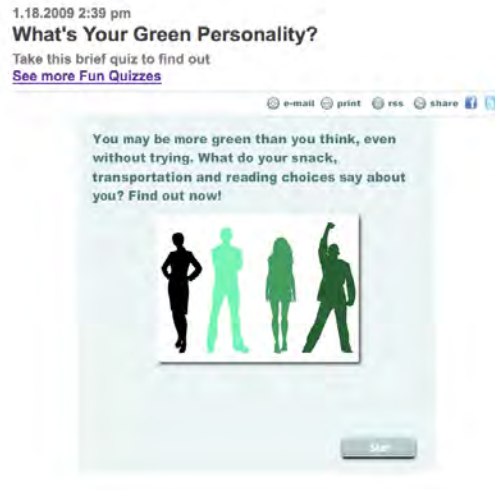 1.18.2009 2:39 pm
What's Your Green Personality?
Take this brief quiz to find out
See more Fun Quizzes
e-mail print rss share
You may be more green than you think, even
without trying. What do your snack,
transportation and reading choices say about
you? Find out now!
Start